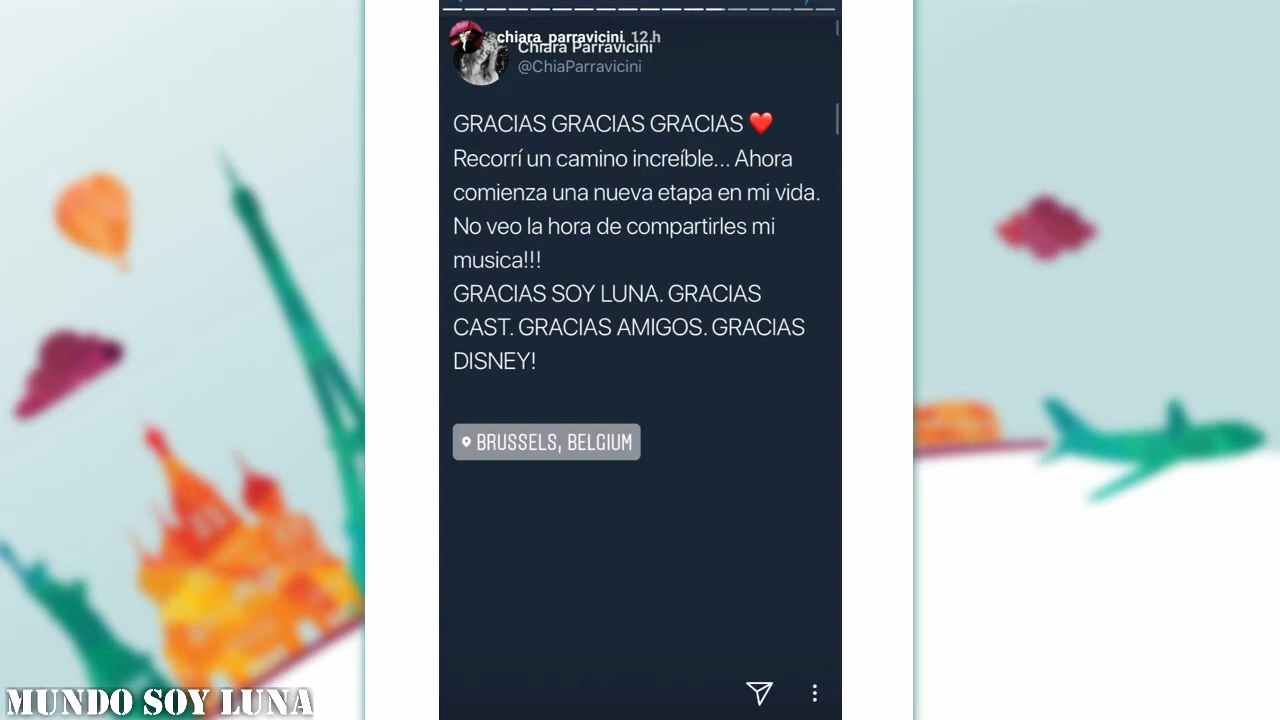 chiara_parravicini 12 h
Chiara Parravicini
@ChiaParravicini
GRACIAS GRACIAS GRACIAS ❤️
Recorrí un camino increíble... Ahora
comienza una nueva etapa en mi vida.
No veo la hora de compartirles mi
musica!!!
GRACIAS SOY LUNA. GRACIAS
CAST. GRACIAS AMIGOS. GRACIAS
DISNEY!
BRUSSELS, BELGIUM
MUNDO SOY LUNA